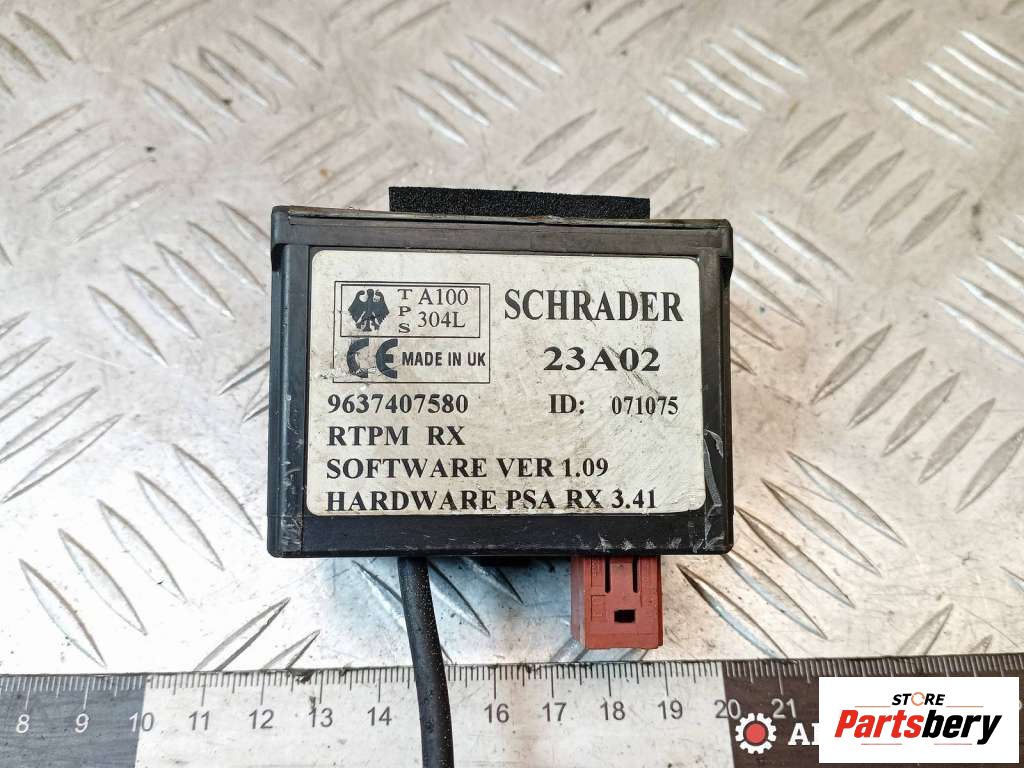 T P S A100
304L
CE MADE IN UK
SCHRADER
23A02
9637407580 ID: 071075
RTPM RX
SOFTWARE VER 1.09
HARDWARE PSA RX 3.41
8 9 10 11 12 13 14 16 17 18 19 20 21
STORE
Partsbery